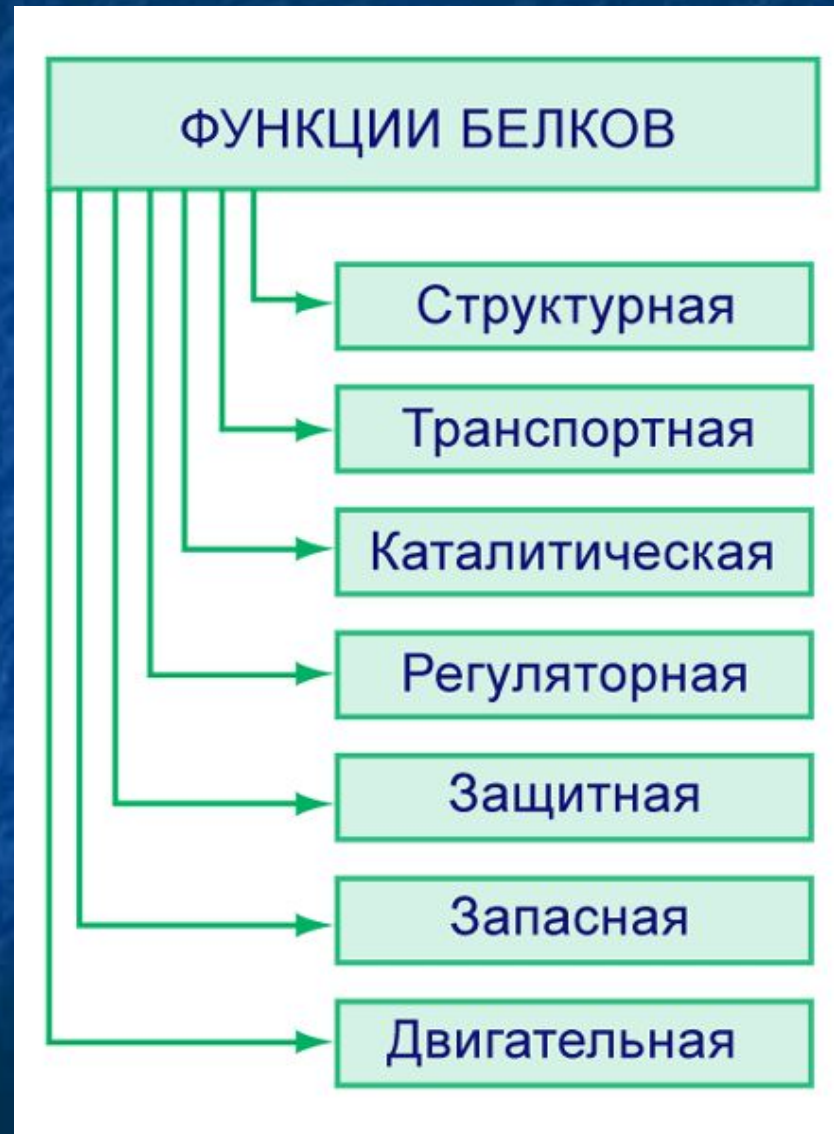 ФУНКЦИИ БЕЛКОВ
Структурная
Транспортная
Каталитическая
Регуляторная
Защитная
Запасная
Двигательная